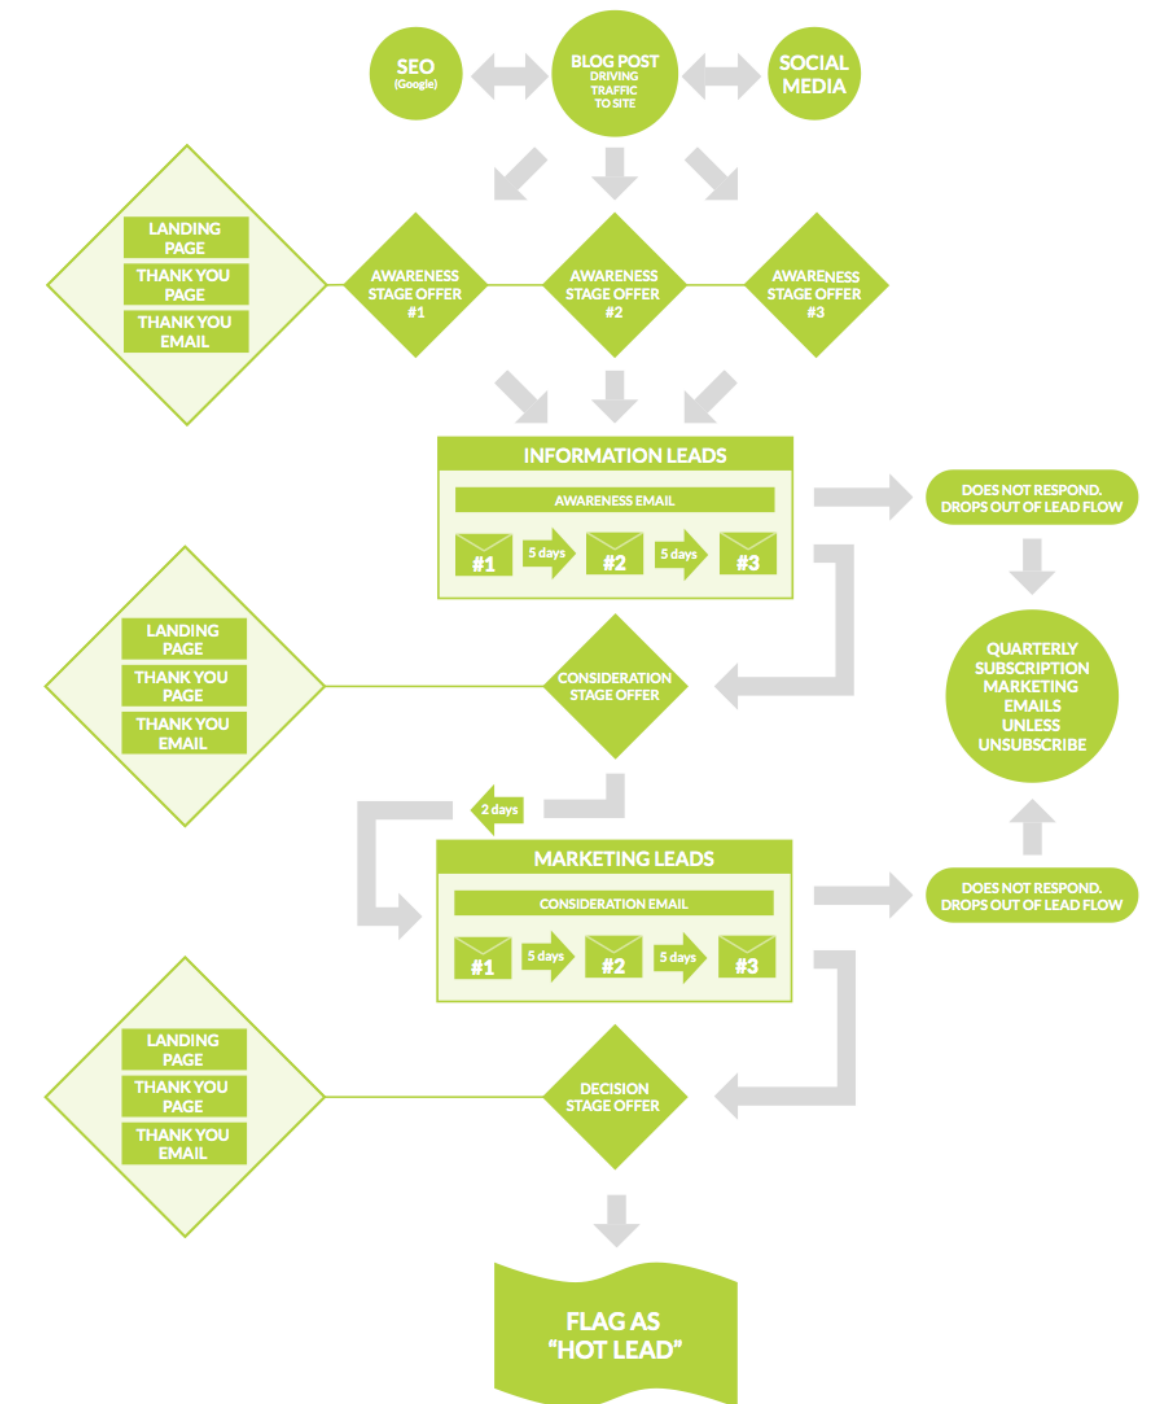 SEO
(Google)
BLOG POST
DRIVING
TRAFFIC
TO SITE
SOCIAL
MEDIA
LANDING
PAGE
THANK YOU
PAGE
THANK YOU
EMAIL
AWARENESS
STAGE OFFER
#1
AWARENESS
STAGE OFFER
#2
AWARENESS
STAGE OFFER
#3
INFORMATION LEADS
AWARENESS EMAIL
#1
5 days
#2
5 days
#3
DOES NOT RESPOND.
DROPS OUT OF LEAD FLOW
LANDING
PAGE
THANK YOU
PAGE
THANK YOU
EMAIL
CONSIDERATION
STAGE OFFER
QUARTERLY
SUBSCRIPTION
MARKETING
EMAILS
UNLESS
UNSUBSCRIBE
2 days
MARKETING LEADS
CONSIDERATION EMAIL
#1
5 days
#2
5 days
#3
DOES NOT RESPOND.
DROPS OUT OF LEAD FLOW
LANDING
PAGE
THANK YOU
PAGE
THANK YOU
EMAIL
DECISION
STAGE OFFER
FLAG AS
“HOT LEAD”